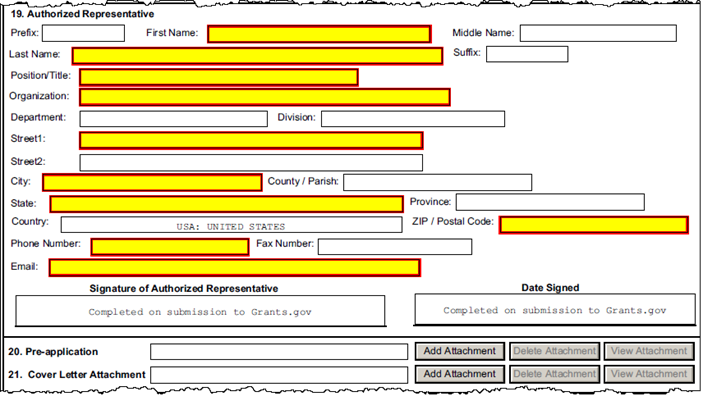 19. Authorized Representative
Prefix: First Name: Middle Name:
Last Name: Suffix:
Position/Title:
Organization:
Department: Division:
Street1:
Street2:
City: County / Parish:
State: Province:
Country: USA: UNITED STATES ZIP / Postal Code:
Phone Number: Fax Number:
Email:
Signature of Authorized Representative Date Signed
Completed on submission to Grants.gov Completed on submission to Grants.gov
20. Pre-application Add Attachment Delete Attachment View Attachment
21. Cover Letter Attachment Add Attachment Delete Attachment View Attachment